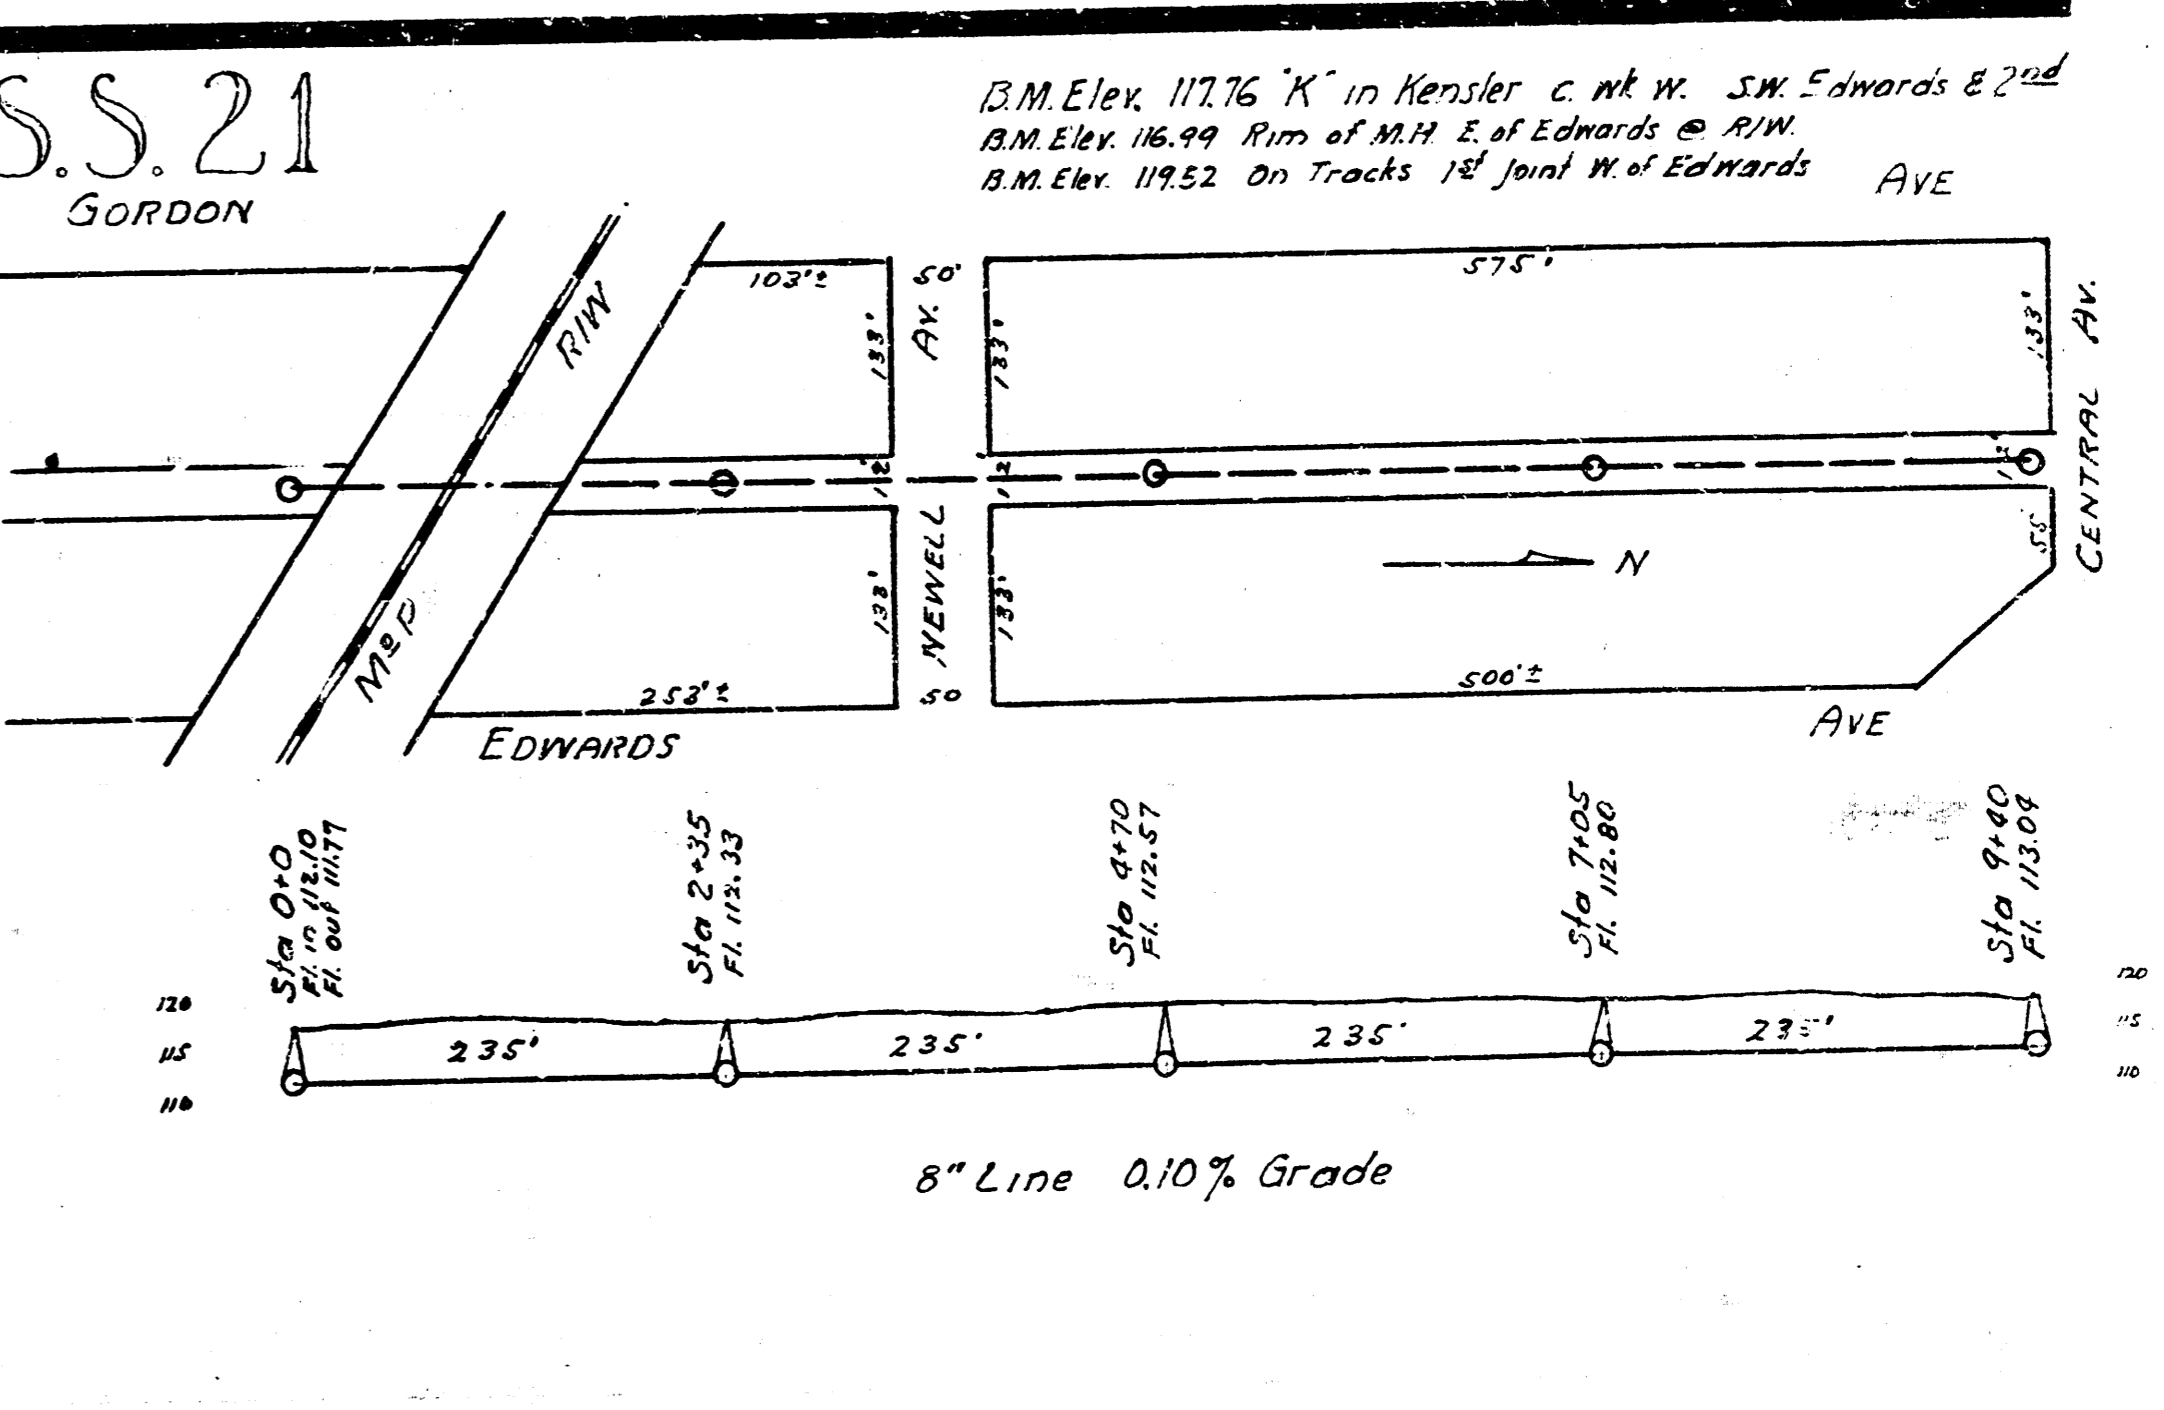 S.S. 21
B.M. Elev. 117.76 "K" in Kensler c. wk w. S.W. Edwards & 2nd
B.M. Elev. 116.99 Rim of M.H. E. of Edwards @ R/W.
B.M. Elev. 119.52 On Tracks 1st Joint W. of Edwards
GORDON
AVE
103'±
50'
575'
R/W
AV.
133'
133'
133'
CENTRAL AV.
12'
12
12'
NEWELL
55'
N
133'
133'
Mo P
253'±
50
500'±
EDWARDS
AVE
Sta 0+0
Fl. in 112.10
Fl. out 111.77
Sta 2+35
Fl. 112.33
Sta 4+70
Fl. 112.57
Sta 7+05
Fl. 112.80
Sta 9+40
Fl. 113.04
120
120
115
235'
235'
235'
235'
115
110
110
8" Line 0.10% Grade